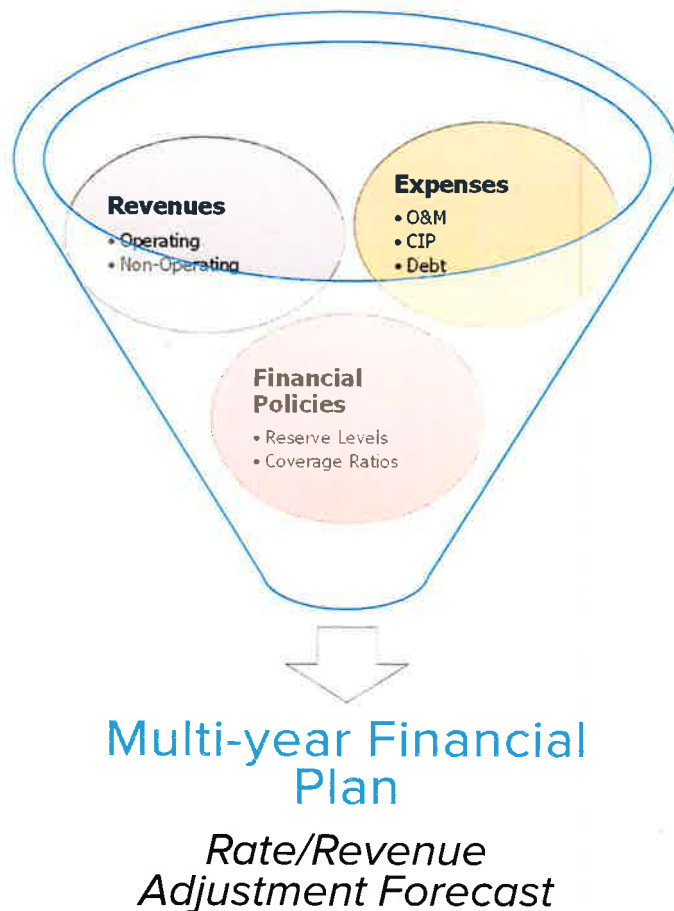 Revenues
• Operating
• Non-Operating
Expenses
• O&M
• CIP
• Debt
Financial
Policies
• Reserve Levels
• Coverage Ratios
Multi-year Financial
Plan
Rate/Revenue
Adjustment Forecast